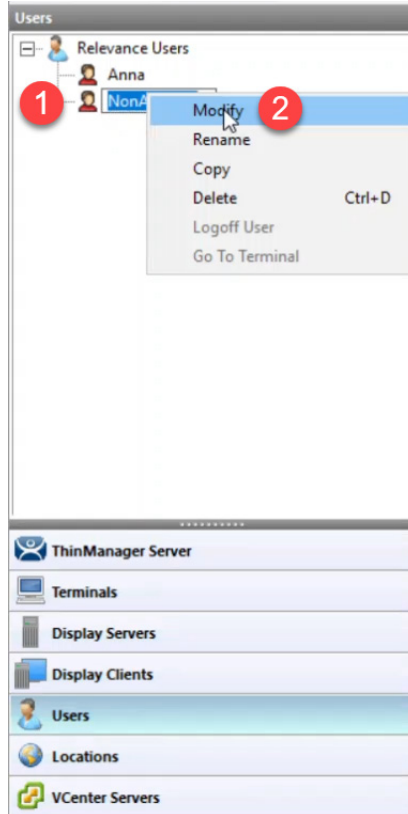 Users
Relevance Users
Anna
1 NonA
Modify 2
Rename
Copy
Delete Ctrl+D
Logoff User
Go To Terminal
ThinManager Server
Terminals
Display Servers
Display Clients
Users
Locations
VCenter Servers